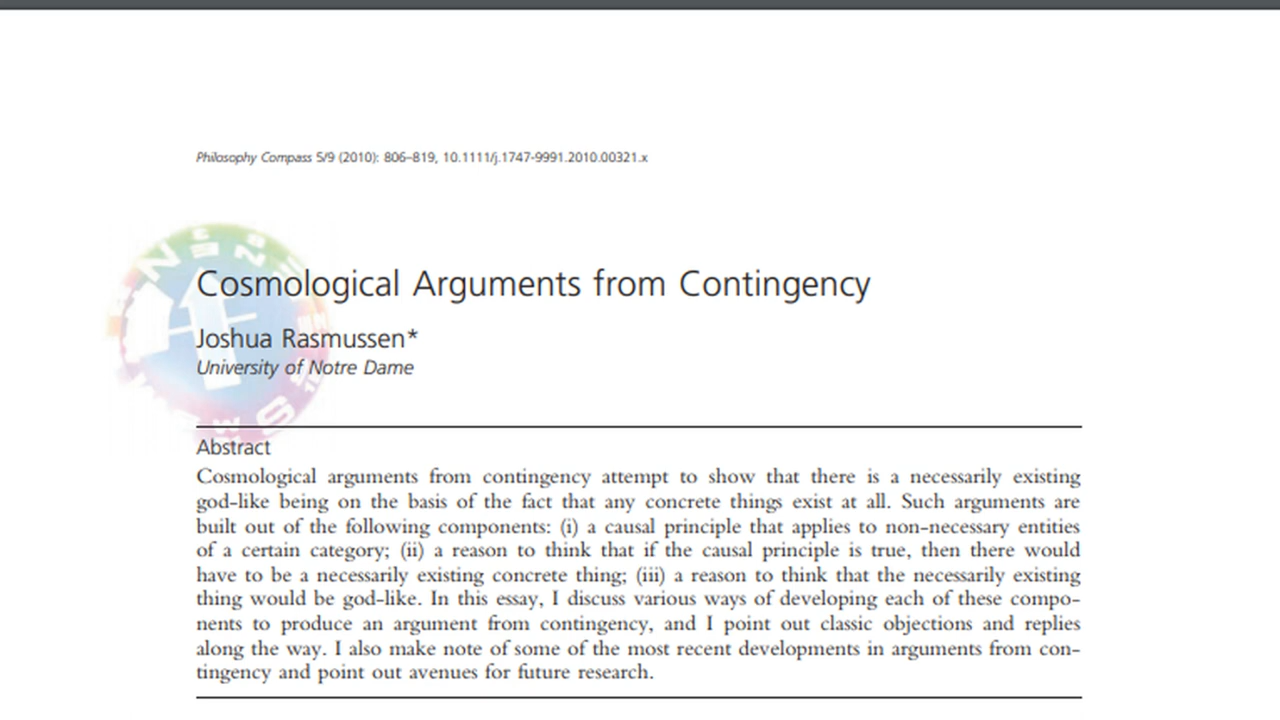 Philosophy Compass 5/9 (2010): 806–819, 10.1111/j.1747-9991.2010.00321.x
Cosmological Arguments from Contingency
Joshua Rasmussen*
University of Notre Dame
Abstract
Cosmological arguments from contingency attempt to show that there is a necessarily existing
god-like being on the basis of the fact that any concrete things exist at all. Such arguments are
built out of the following components: (i) a causal principle that applies to non-necessary entities
of a certain category; (ii) a reason to think that if the causal principle is true, then there would
have to be a necessarily existing concrete thing; (iii) a reason to think that the necessarily existing
thing would be god-like. In this essay, I discuss various ways of developing each of these compo-
nents to produce an argument from contingency, and I point out classic objections and replies
along the way. I also make note of some of the most recent developments in arguments from con-
tingency and point out avenues for future research.